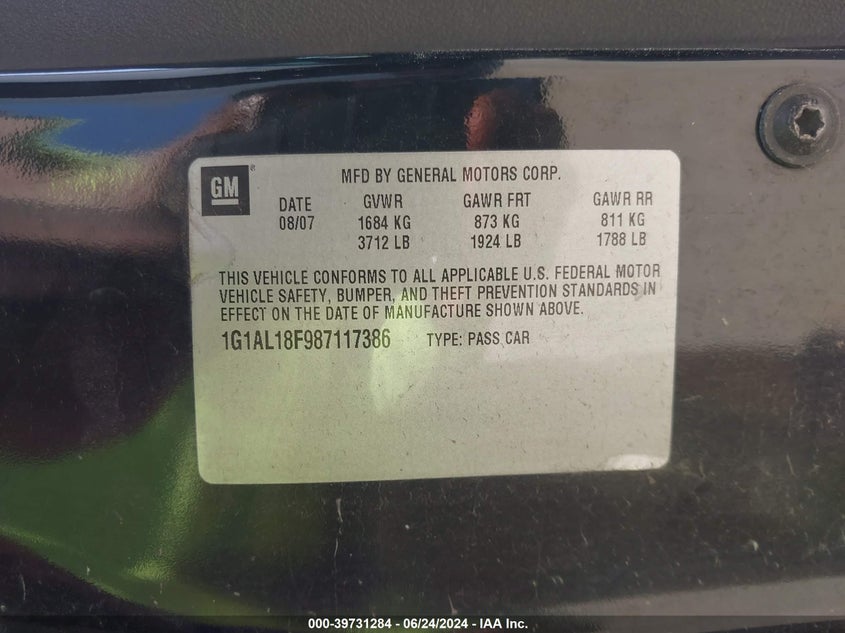 GM ®
MFD BY GENERAL MOTORS CORP.
DATE GVWR GAWR FRT GAWR RR
08/07 1684 KG 873 KG 811 KG
3712 LB 1924 LB 1788 LB
THIS VEHICLE CONFORMS TO ALL APPLICABLE U.S. FEDERAL MOTOR
VEHICLE SAFETY, BUMPER, AND THEFT PREVENTION STANDARDS IN
EFFECT ON THE DATE OF MANUFACTURE SHOWN ABOVE.
1G1AL18F987117386 TYPE: PASS CAR
000-39731284 - 06/24/2024 - IAA Inc.